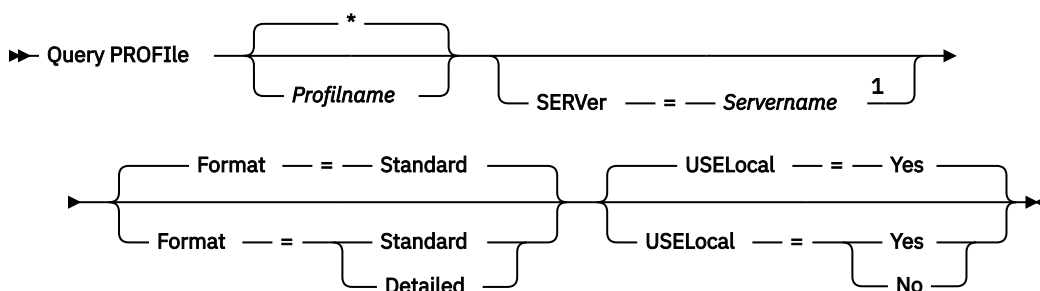 *
Query PROFIle
Profilname
SERVer = Servername 1
Format = Standard
USELocal = Yes
Format = Standard
Detailed
USELocal = Yes
No